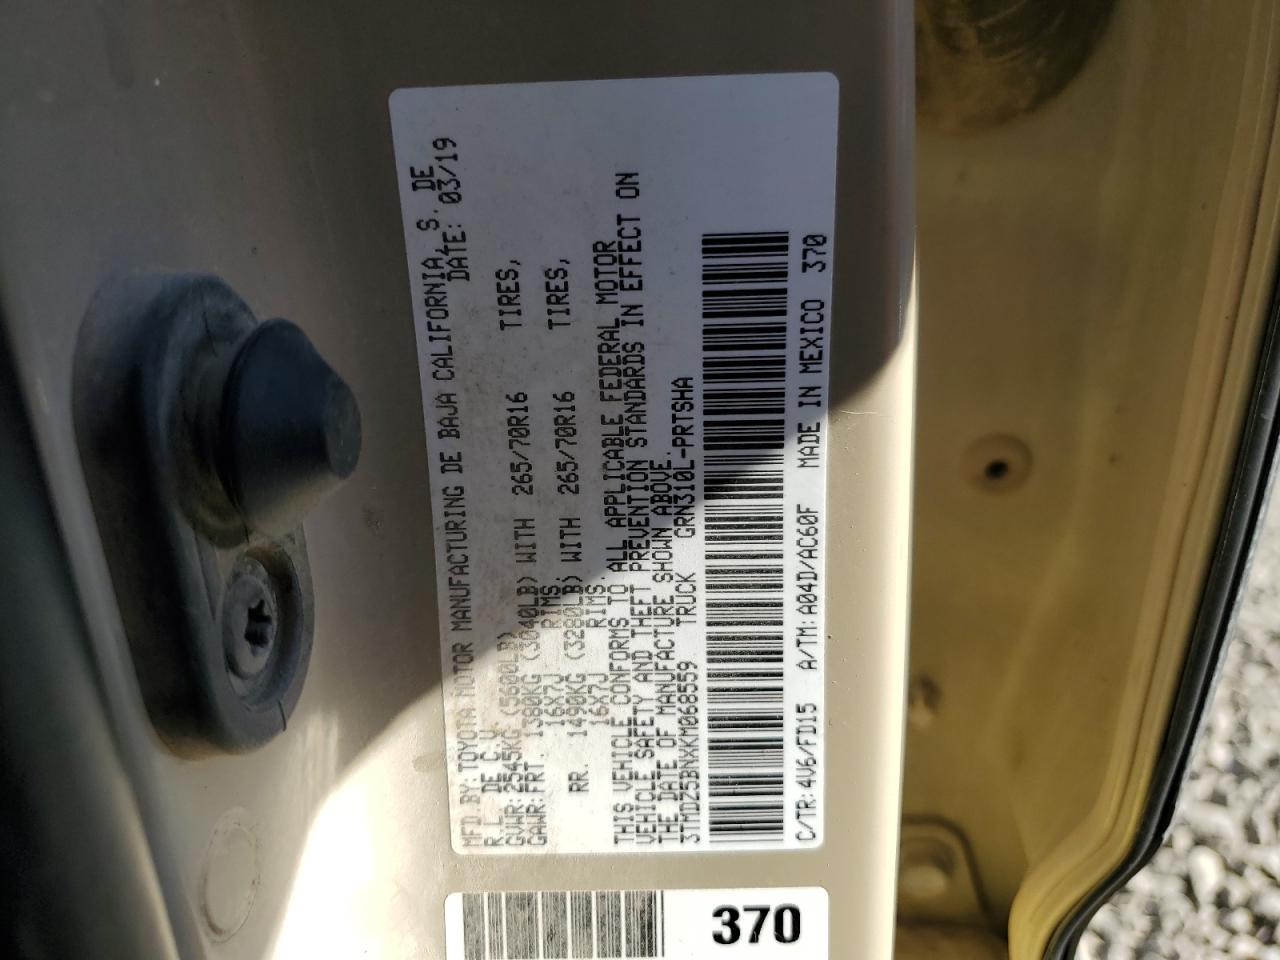 MFD.BY:TOYOTA MOTOR MANUFACTURING DE BAJA CALIFORNIA, S. DE
R.L. DE C.V. DATE: 03/19
GVWR:2545KG (5600LB)
GAWR:FRT. 1380KG (3040LB) WITH 265/70R16 TIRES,
16X7J RIMS,
RR. 1490KG (3280LB) WITH 265/70R16 TIRES,
16X7J RIMS.
THIS VEHICLE CONFORMS TO ALL APPLICABLE FEDERAL MOTOR
VEHICLE SAFETY AND THEFT PREVENTION STANDARDS IN EFFECT ON
THE DATE OF MANUFACTURE SHOWN ABOVE.
3TMDZ5BNXKM068559 TRUCK GRN310L-PRTSHA
C/TR:4V6/FD15 A/TM:A04D/AC60F MADE IN MEXICO 370
370